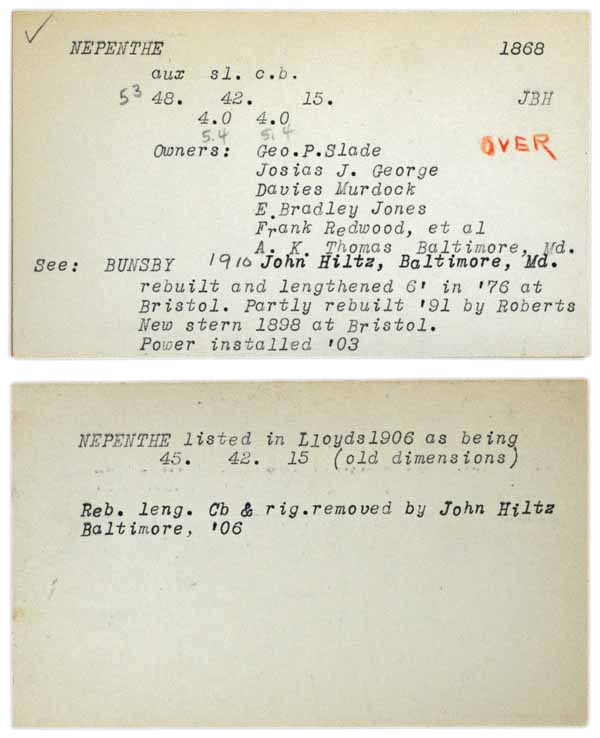 ✓
NEPENTHE 1868
aux sl. c.b.
53 48. 42. 15. JBH
4.0 4.0
5.4 5.4
Owners: Geo.P.Slade OVER
Josias J. George
Davies Murdock
E.Bradley Jones
Frank Redwood, et al
A. K. Thomas Baltimore, Md.
See: BUNSBY 1910 John Hiltz, Baltimore, Md.
rebuilt and lengthened 6' in '76 at
Bristol. Partly rebuilt '91 by Roberts
New stern 1898 at Bristol.
Power installed '03
NEPENTHE listed in Lloyds1906 as being
45. 42. 15 (old dimensions)
Reb. leng. Cb & rig.removed by John Hiltz
Baltimore, '06